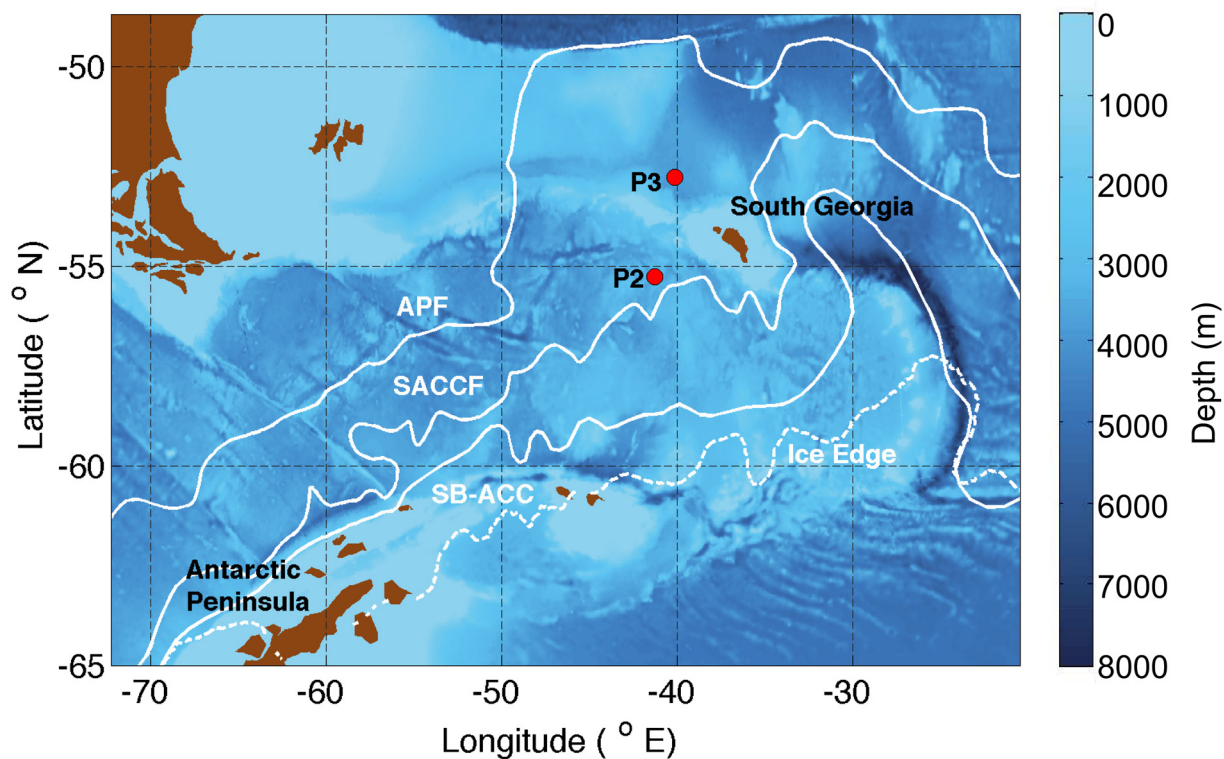 -50
-55
-60
-65
Latitude ( ° N)
-70
-60
-50
-40
-30
Longitude ( ° E)
P3
South Georgia
P2
APF
SACCF
Ice Edge
SB-ACC
Antarctic
Peninsula
0
1000
2000
3000
4000
5000
6000
7000
8000
Depth (m)